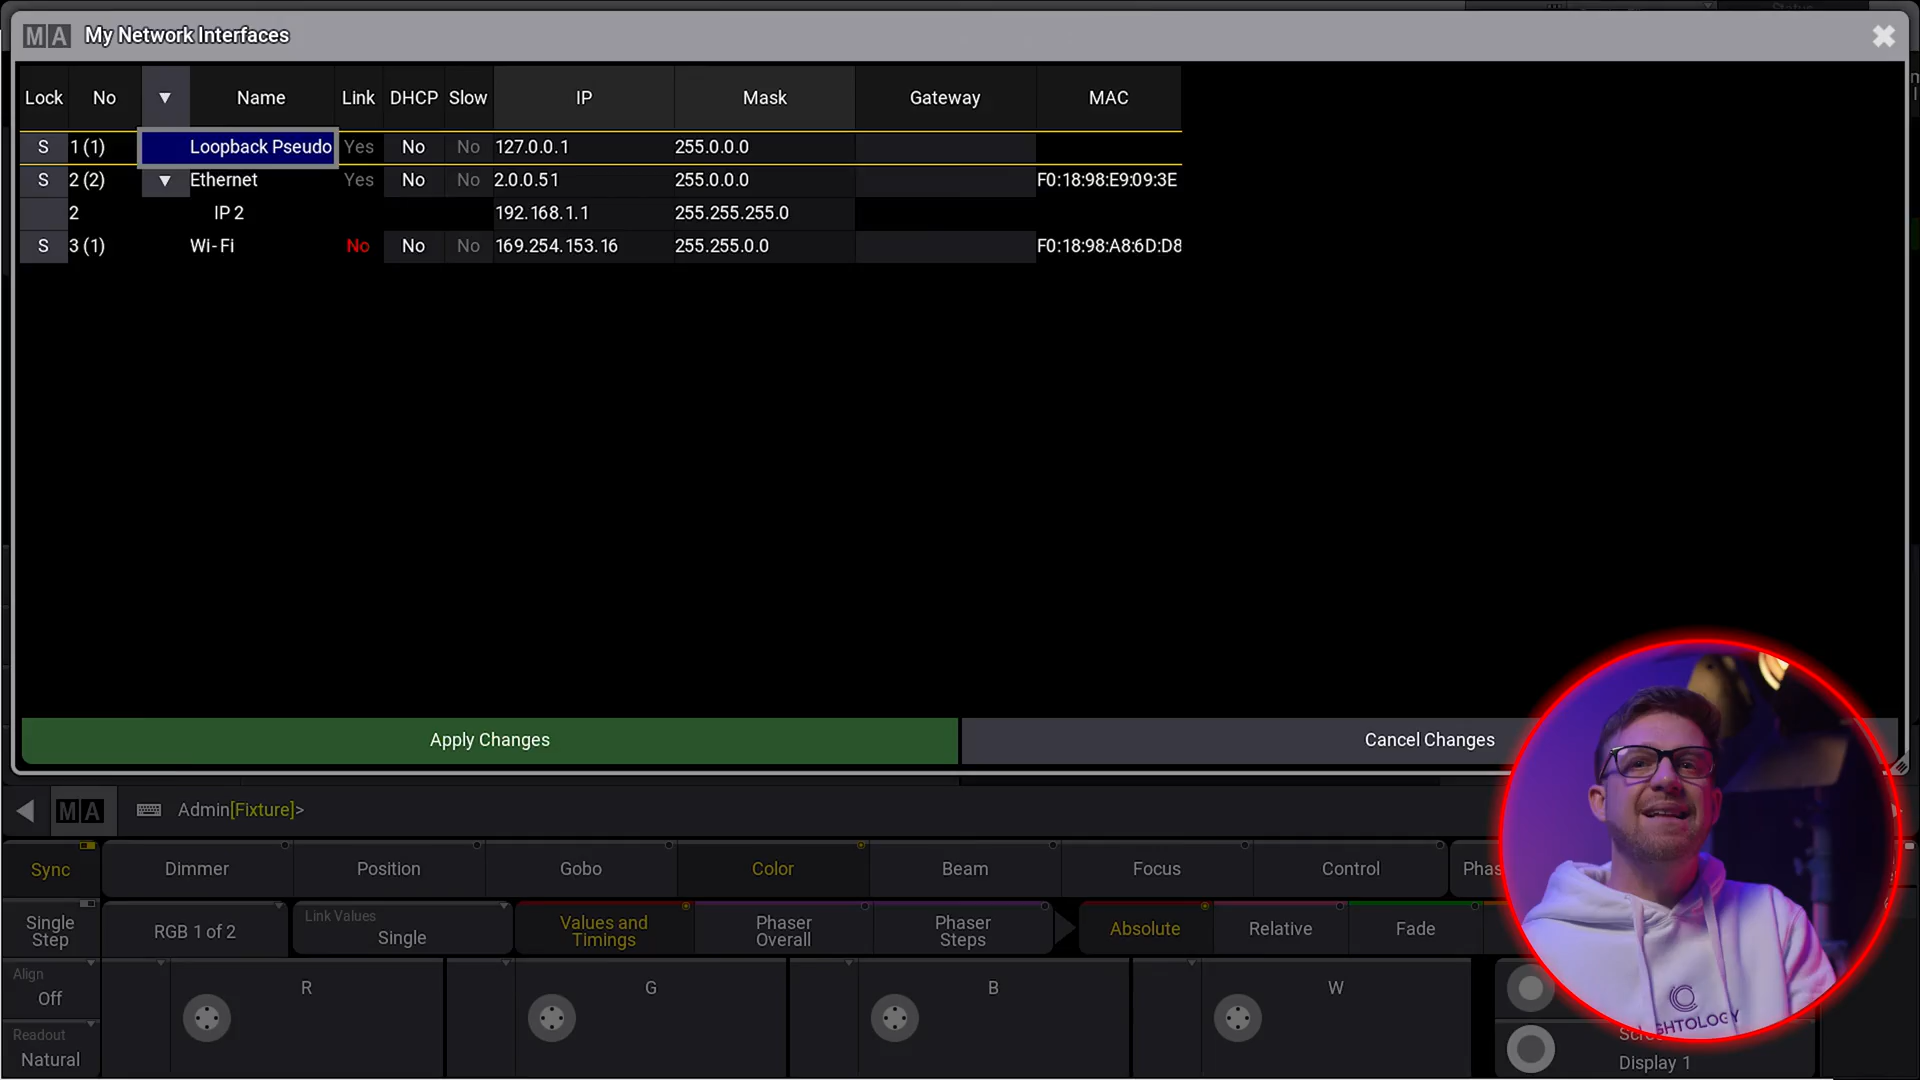 MA My Network Interfaces
Lock No ▼ Name Link DHCP Slow IP Mask Gateway MAC
S 1 (1) Loopback Pseudo Yes No No 127.0.0.1 255.0.0.0
S 2 (2) ▼ Ethernet Yes No No 2.0.0.51 255.0.0.0 F0:18:98:E9:09:3E
2 IP 2 192.168.1.1 255.255.255.0
S 3 (1) Wi-Fi No No No 169.254.153.16 255.255.0.0 F0:18:98:A8:6D:D8
Apply Changes Cancel Changes
MA Admin[Fixture]>
Sync Dimmer Position Gobo Color Beam Focus Control Phas
Single Step RGB 1 of 2 Link Values Single Values and Timings Phaser Overall Phaser Steps Absolute Relative Fade
Align Off R G B W
GHTOLOGY
Readout Natural Display 1